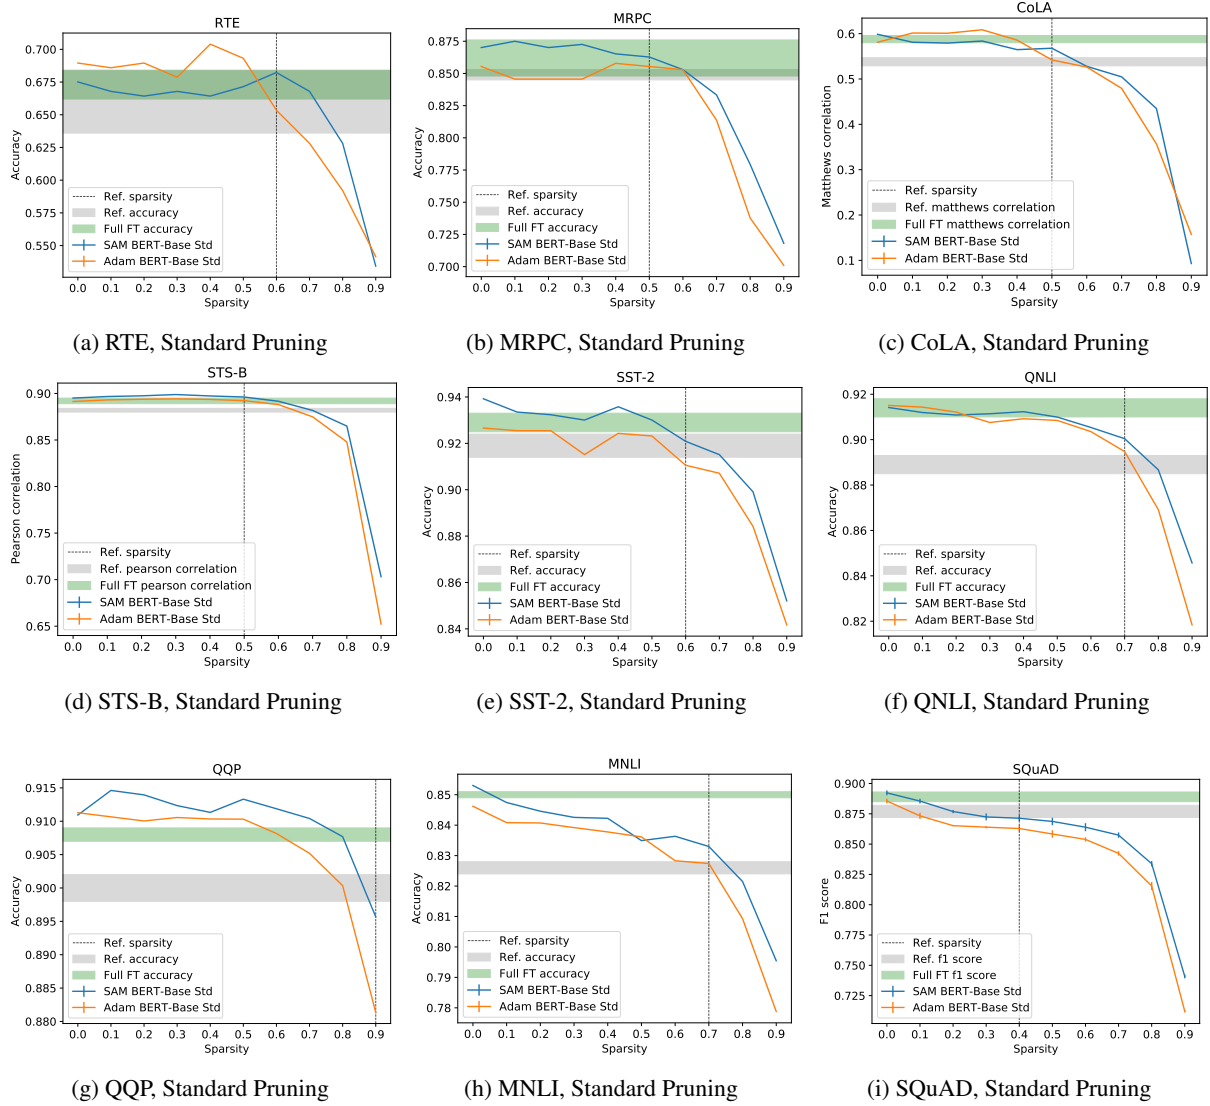 RTE
Accuracy
0.700
0.675
0.650
0.625
0.600
0.575
0.550
Ref. sparsity
Ref. accuracy
Full FT accuracy
SAM BERT-Base Std
Adam BERT-Base Std
0.0 0.1 0.2 0.3 0.4 0.5 0.6 0.7 0.8 0.9
Sparsity
(a) RTE, Standard Pruning
MRPC
Accuracy
0.875
0.850
0.825
0.800
0.775
0.750
0.725
0.700
Ref. sparsity
Ref. accuracy
Full FT accuracy
SAM BERT-Base Std
Adam BERT-Base Std
0.0 0.1 0.2 0.3 0.4 0.5 0.6 0.7 0.8 0.9
Sparsity
(b) MRPC, Standard Pruning
CoLA
Matthews correlation
0.6
0.5
0.4
0.3
0.2
0.1
Ref. sparsity
Ref. matthews correlation
Full FT matthews correlation
SAM BERT-Base Std
Adam BERT-Base Std
0.0 0.1 0.2 0.3 0.4 0.5 0.6 0.7 0.8 0.9
Sparsity
(c) CoLA, Standard Pruning
STS-B
Pearson correlation
0.90
0.85
0.80
0.75
0.70
0.65
Ref. sparsity
Ref. pearson correlation
Full FT pearson correlation
SAM BERT-Base Std
Adam BERT-Base Std
0.0 0.1 0.2 0.3 0.4 0.5 0.6 0.7 0.8 0.9
Sparsity
(d) STS-B, Standard Pruning
SST-2
Accuracy
0.94
0.92
0.90
0.88
0.86
0.84
Ref. sparsity
Ref. accuracy
Full FT accuracy
SAM BERT-Base Std
Adam BERT-Base Std
0.0 0.1 0.2 0.3 0.4 0.5 0.6 0.7 0.8 0.9
Sparsity
(e) SST-2, Standard Pruning
QNLI
Accuracy
0.92
0.90
0.88
0.86
0.84
0.82
Ref. sparsity
Ref. accuracy
Full FT accuracy
SAM BERT-Base Std
Adam BERT-Base Std
0.0 0.1 0.2 0.3 0.4 0.5 0.6 0.7 0.8 0.9
Sparsity
(f) QNLI, Standard Pruning
QQP
Accuracy
0.915
0.910
0.905
0.900
0.895
0.890
0.885
0.880
Ref. sparsity
Ref. accuracy
Full FT accuracy
SAM BERT-Base Std
Adam BERT-Base Std
0.0 0.1 0.2 0.3 0.4 0.5 0.6 0.7 0.8 0.9
Sparsity
(g) QQP, Standard Pruning
MNLI
Accuracy
0.85
0.84
0.83
0.82
0.81
0.80
0.79
0.78
Ref. sparsity
Ref. accuracy
Full FT accuracy
SAM BERT-Base Std
Adam BERT-Base Std
0.0 0.1 0.2 0.3 0.4 0.5 0.6 0.7 0.8 0.9
Sparsity
(h) MNLI, Standard Pruning
SQuAD
F1 score
0.900
0.875
0.850
0.825
0.800
0.775
0.750
0.725
Ref. sparsity
Ref. f1 score
Full FT f1 score
SAM BERT-Base Std
Adam BERT-Base Std
0.0 0.1 0.2 0.3 0.4 0.5 0.6 0.7 0.8 0.9
Sparsity
(i) SQuAD, Standard Pruning